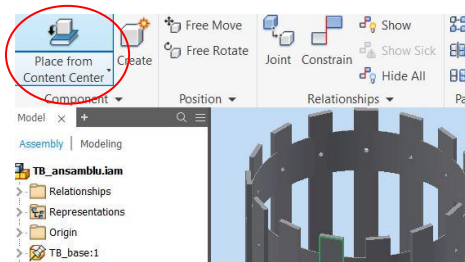 Free Move
Show
Free Rotate
Show Sick
Place from
Content Center
Create
Joint
Constrain
Hide All
Component
Position
Relationships
Pa
Model × +
Assembly | Modeling
TB_ansamblu.iam
Relationships
Representations
Origin
TB_base:1